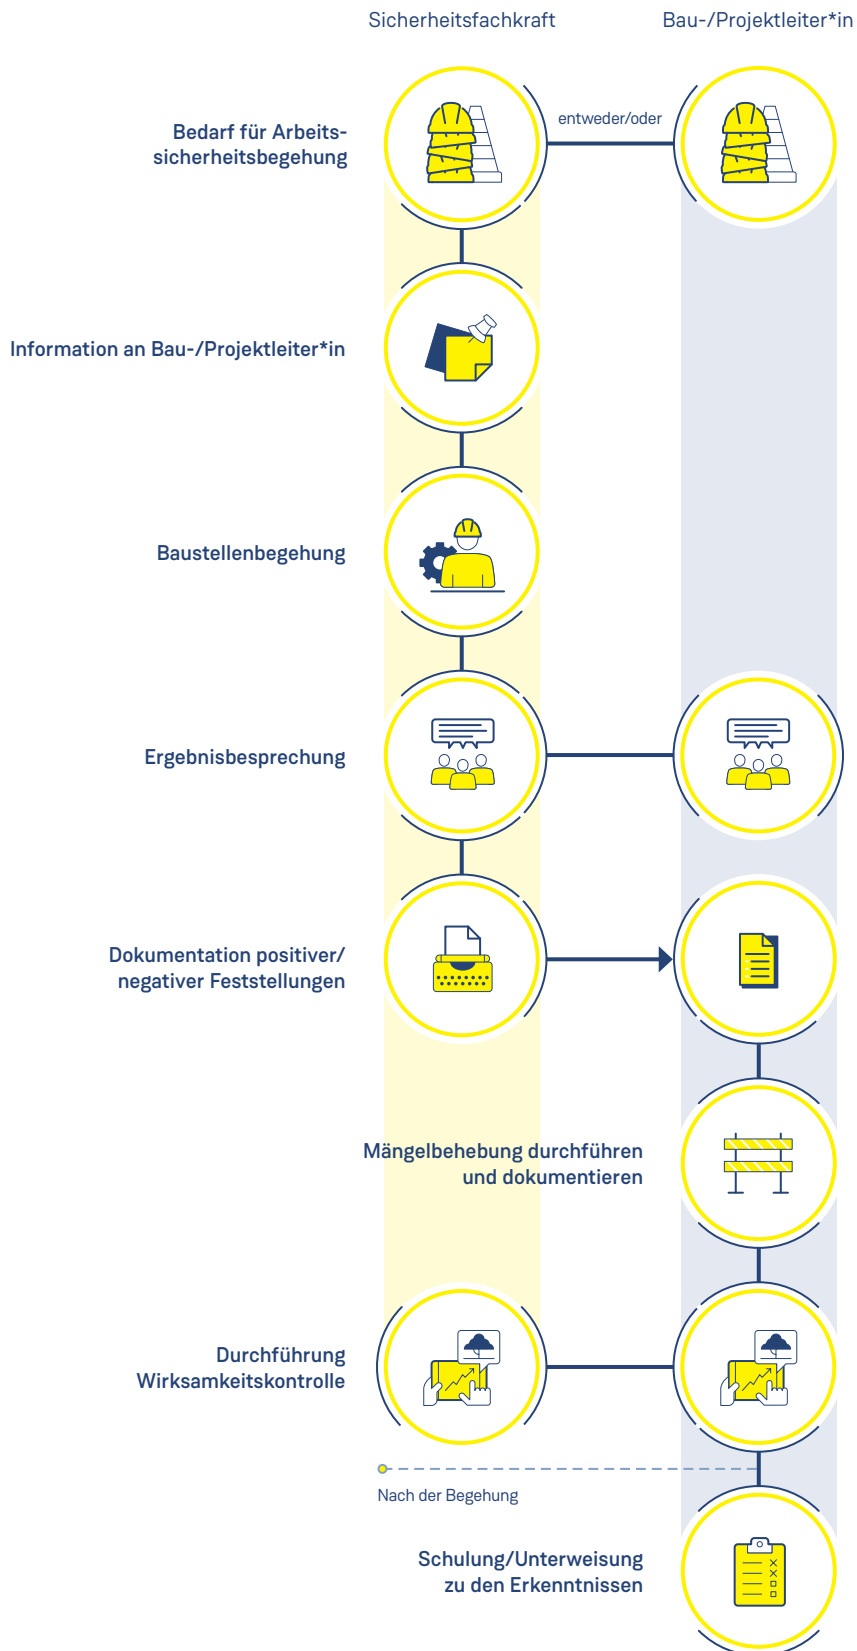 Sicherheitsfachkraft
Bau-/Projektleiter*in
Bedarf für Arbeits-
sicherheitsbegehung
entweder/oder
Information an Bau-/Projektleiter*in
Baustellenbegehung
Ergebnisbesprechung
Dokumentation positiver/
negativer Feststellungen
Mängelbehebung durchführen
und dokumentieren
Durchführung
Wirksamkeitskontrolle
Nach der Begehung
Schulung/Unterweisung
zu den Erkenntnissen